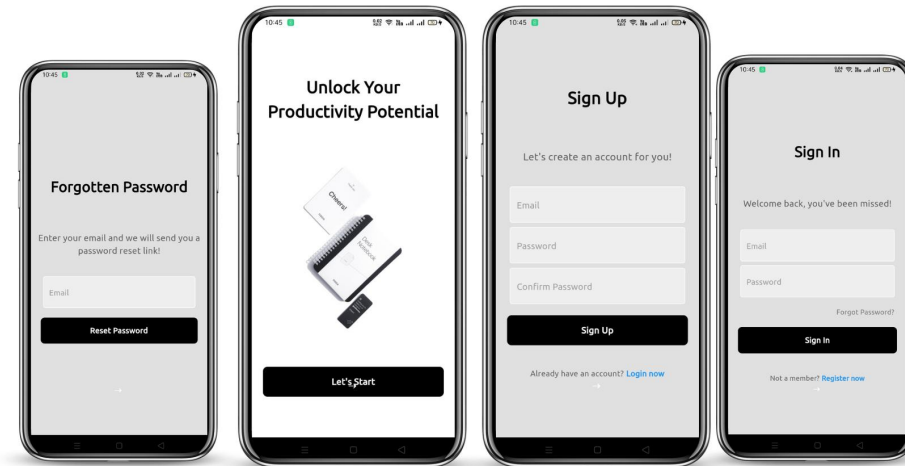 10:45
Forgotten Password
Enter your email and we will send you a
password reset link!
Email
Reset Password
10:45
Unlock Your
Productivity Potential
Cheers!
Desk
Notebook
Let's Start
10:45
Sign Up
Let's create an account for you!
Email
Password
Confirm Password
Sign Up
Already have an account? Login now
10:45
Sign In
Welcome back, you've been missed!
Email
Password
Forgot Password?
Sign In
Not a member? Register now